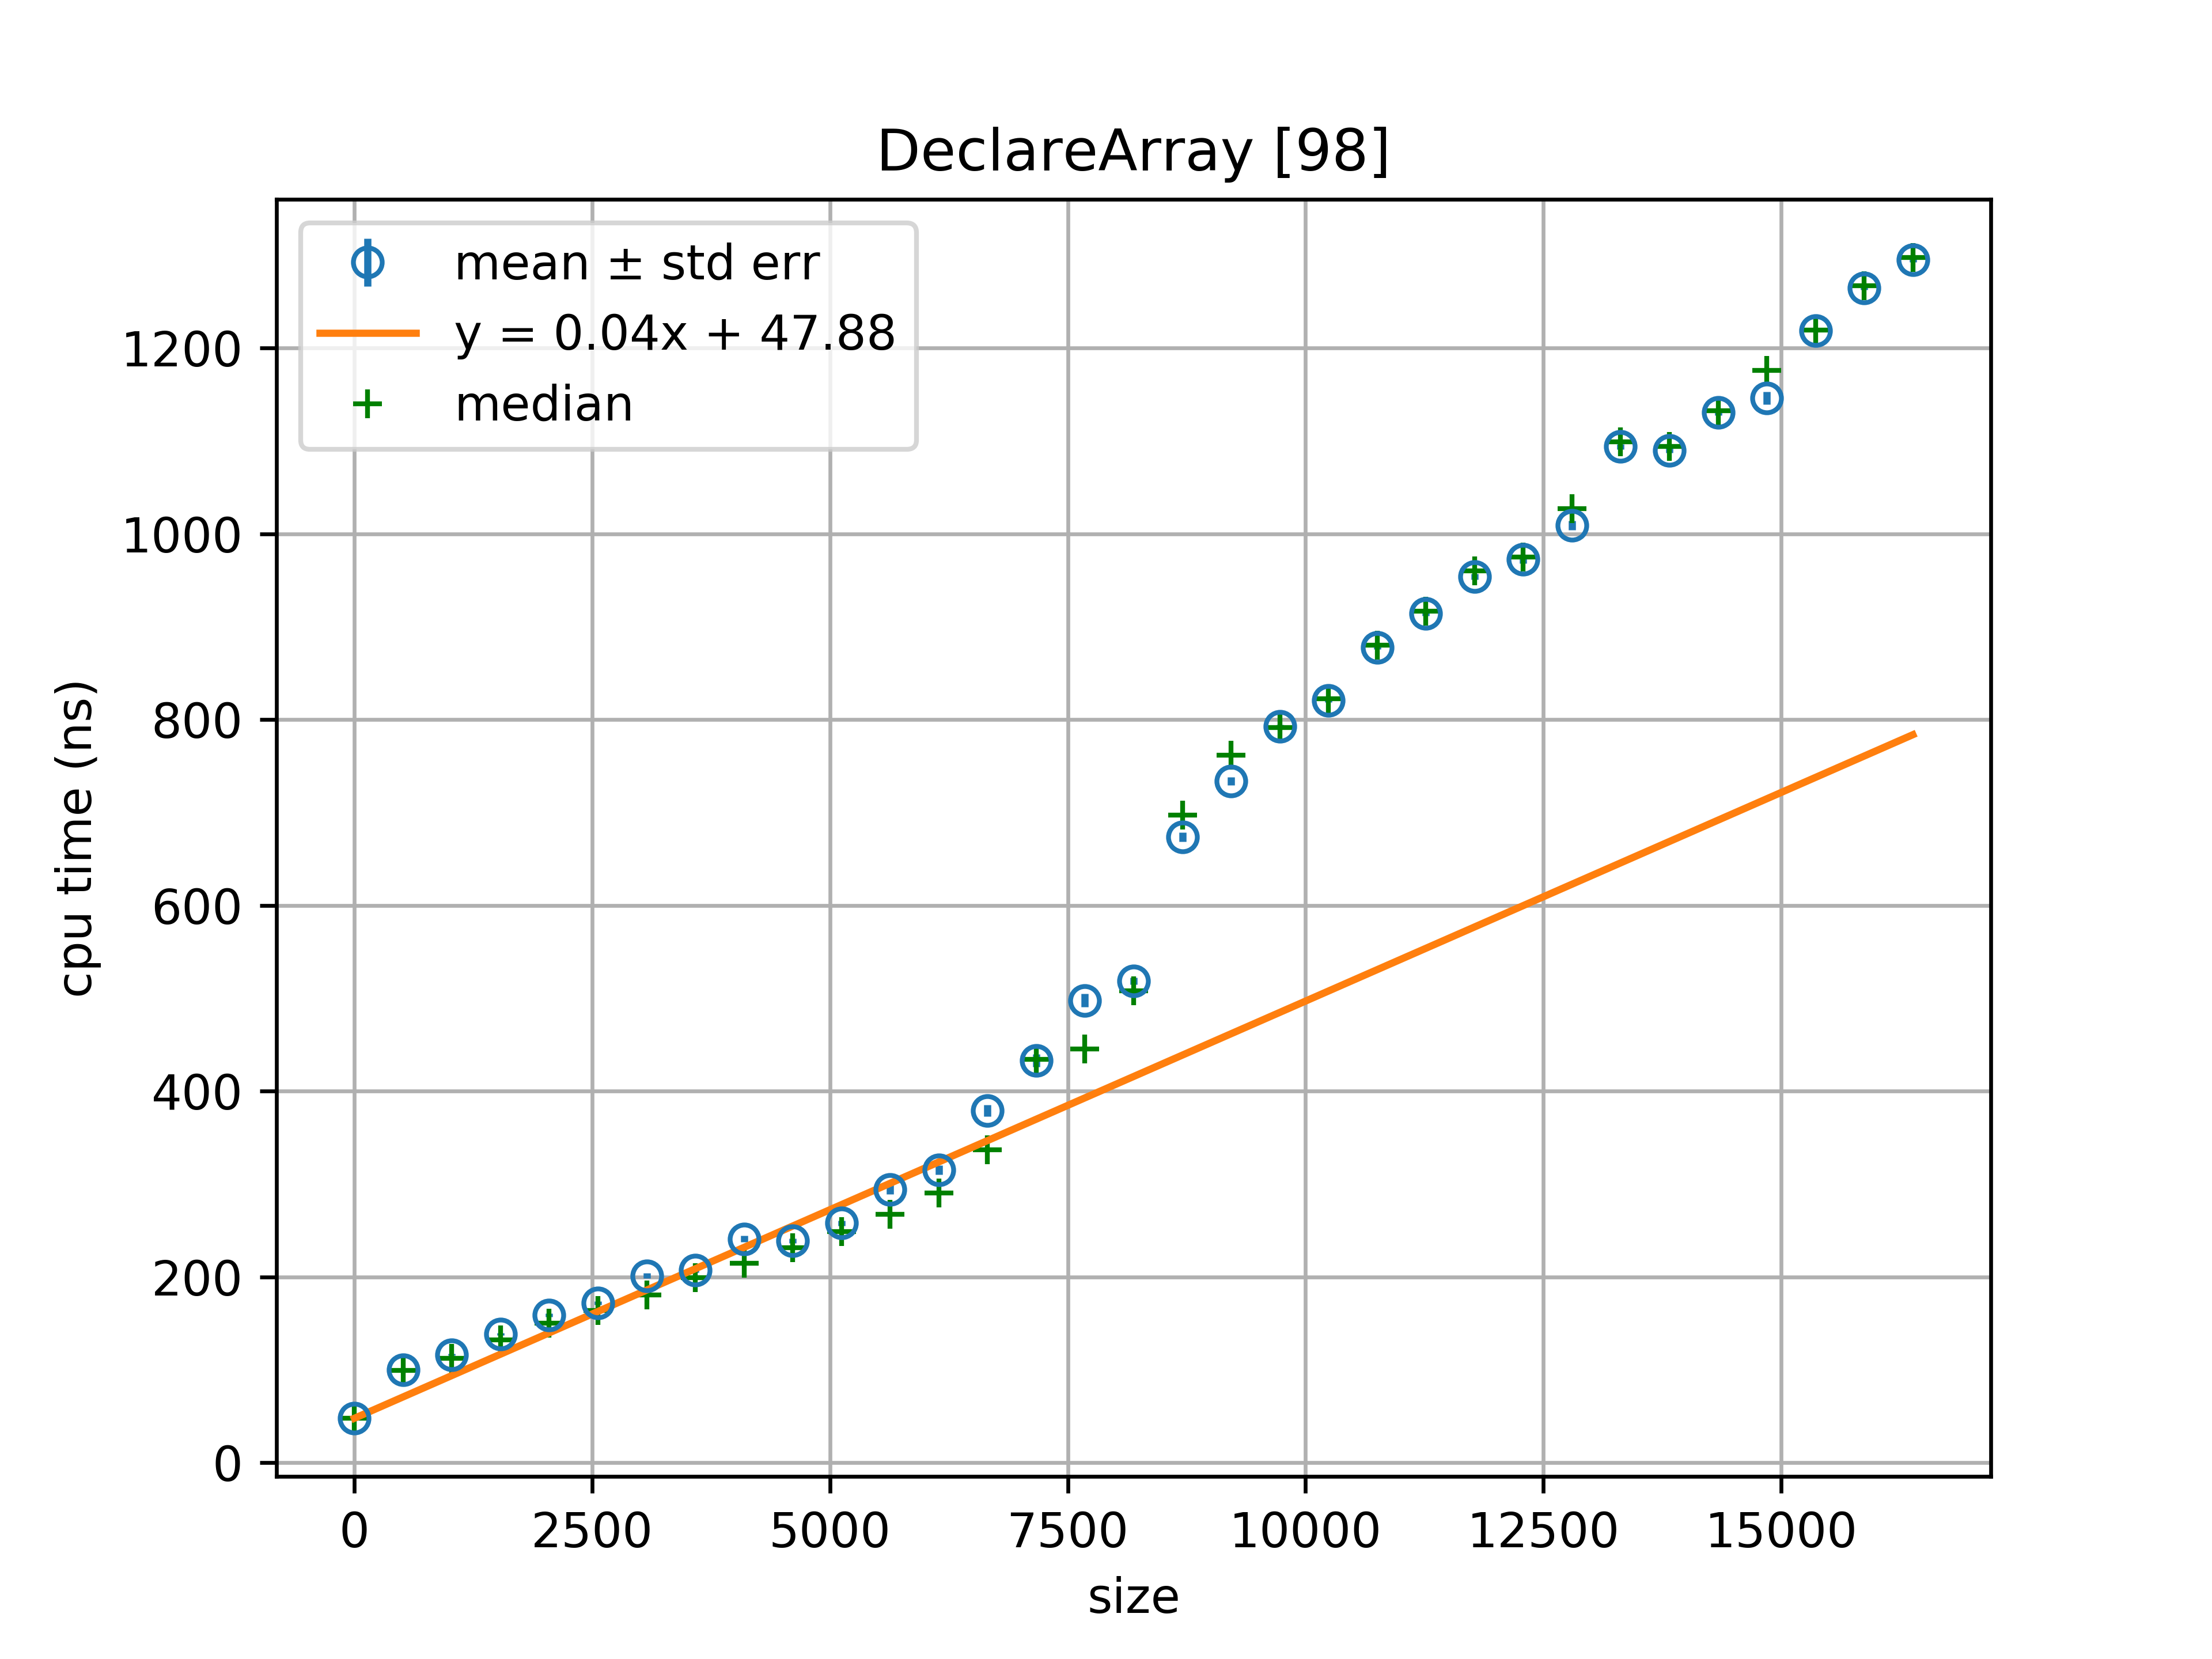 DeclareArray [98]
mean ± std err
y = 0.04x + 47.88
median
cpu time (ns)
1200
1000
800
600
400
200
0
0 2500 5000 7500 10000 12500 15000
size